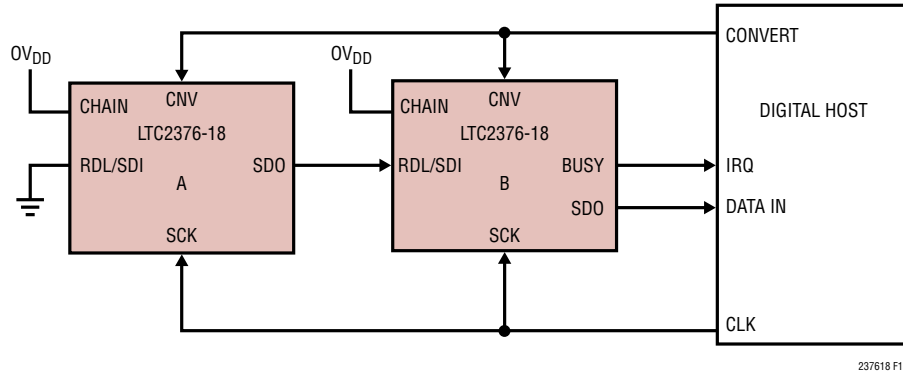 CONVERT
OVDD
OVDD
CHAIN
CNV
LTC2376-18
RDL/SDI
SDO
A
SCK
CHAIN
CNV
LTC2376-18
RDL/SDI
BUSY
B
SDO
SCK
DIGITAL HOST
IRQ
DATA IN
CLK
237618 F1